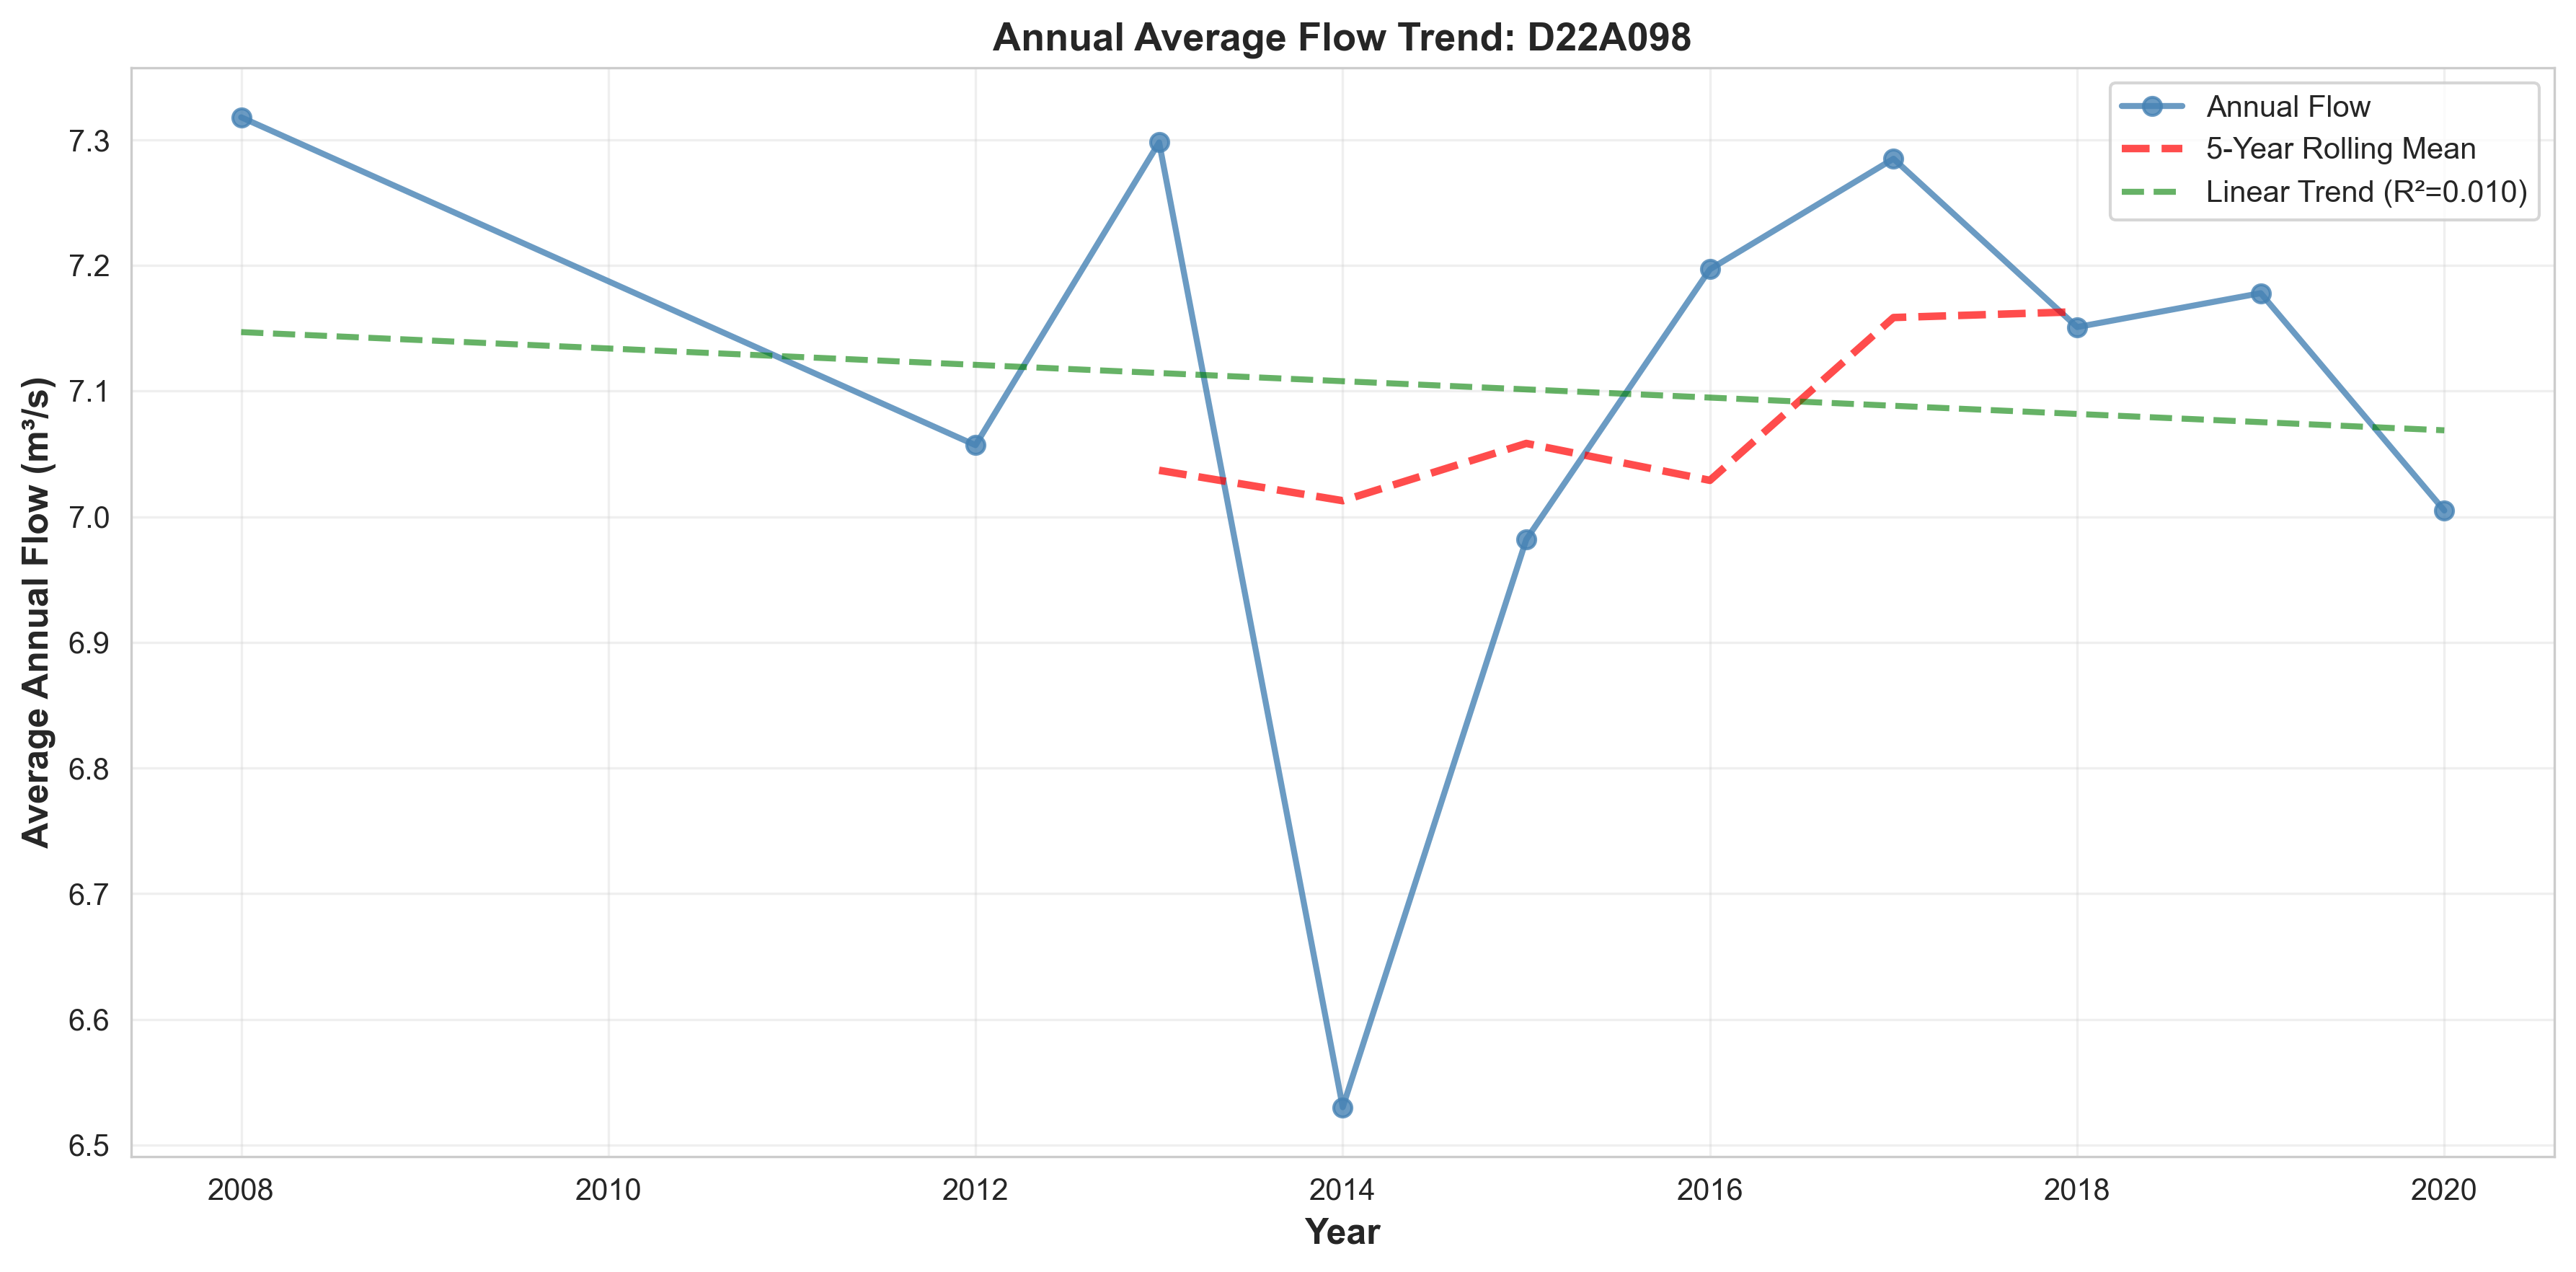 Annual Average Flow Trend: D22A098
Annual Flow
5-Year Rolling Mean
Linear Trend (R²=0.010)
Average Annual Flow (m³/s)
7.3
7.2
7.1
7.0
6.9
6.8
6.7
6.6
6.5
2008
2010
2012
2014
2016
2018
2020
Year